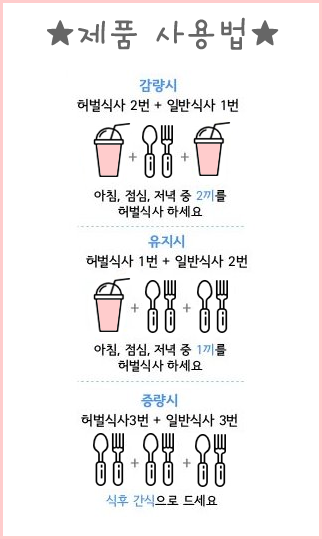 ★제품 사용법★
감량시
허벌식사 2번 + 일반식사 1번
+ +
아침, 점심, 저녁 중 2끼를
허벌식사 하세요
유지시
허벌식사 1번 + 일반식사 2번
+ +
아침, 점심, 저녁 중 1끼를
허벌식사 하세요
증량시
허벌식사3번 + 일반식사 3번
+ +
식후 간식으로 드세요